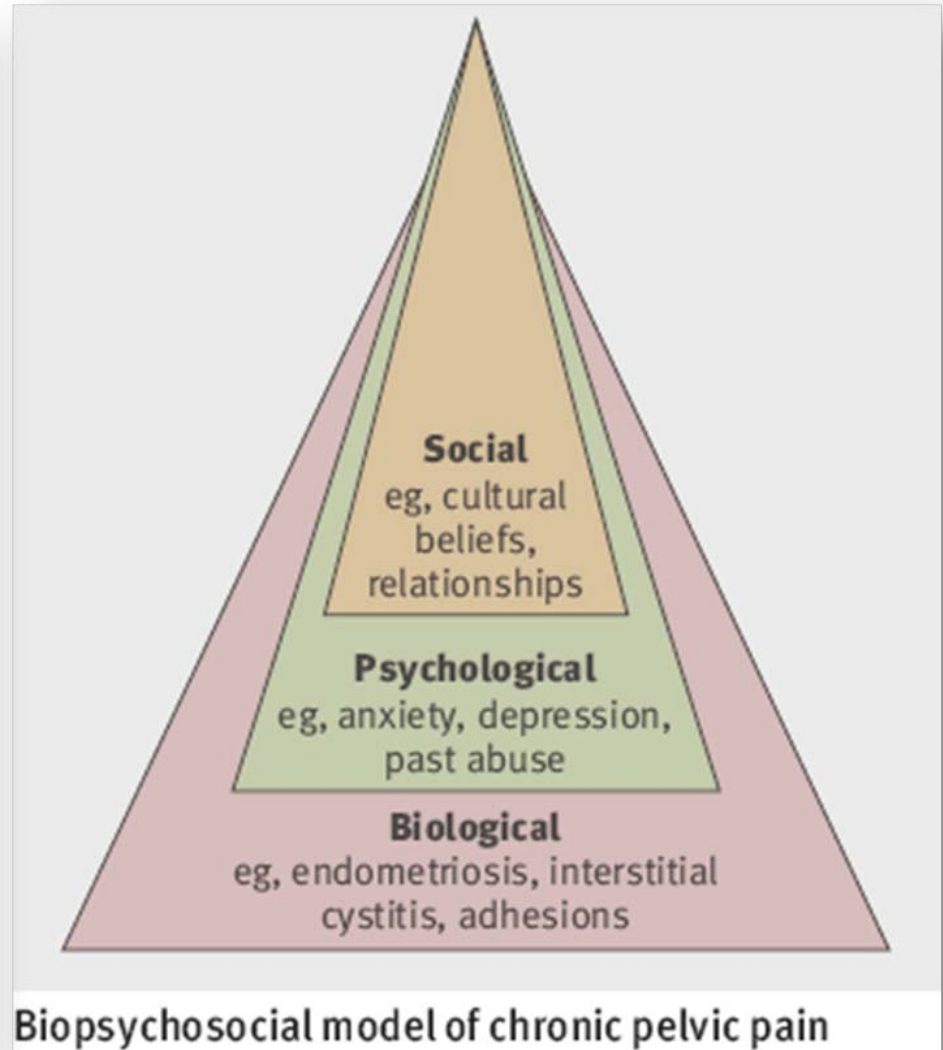 Social
eg, cultural
beliefs,
relationships
Psychological
eg, anxiety, depression,
past abuse
Biological
eg, endometriosis, interstitial
cystitis, adhesions
Biopsychosocial model of chronic pelvic pain